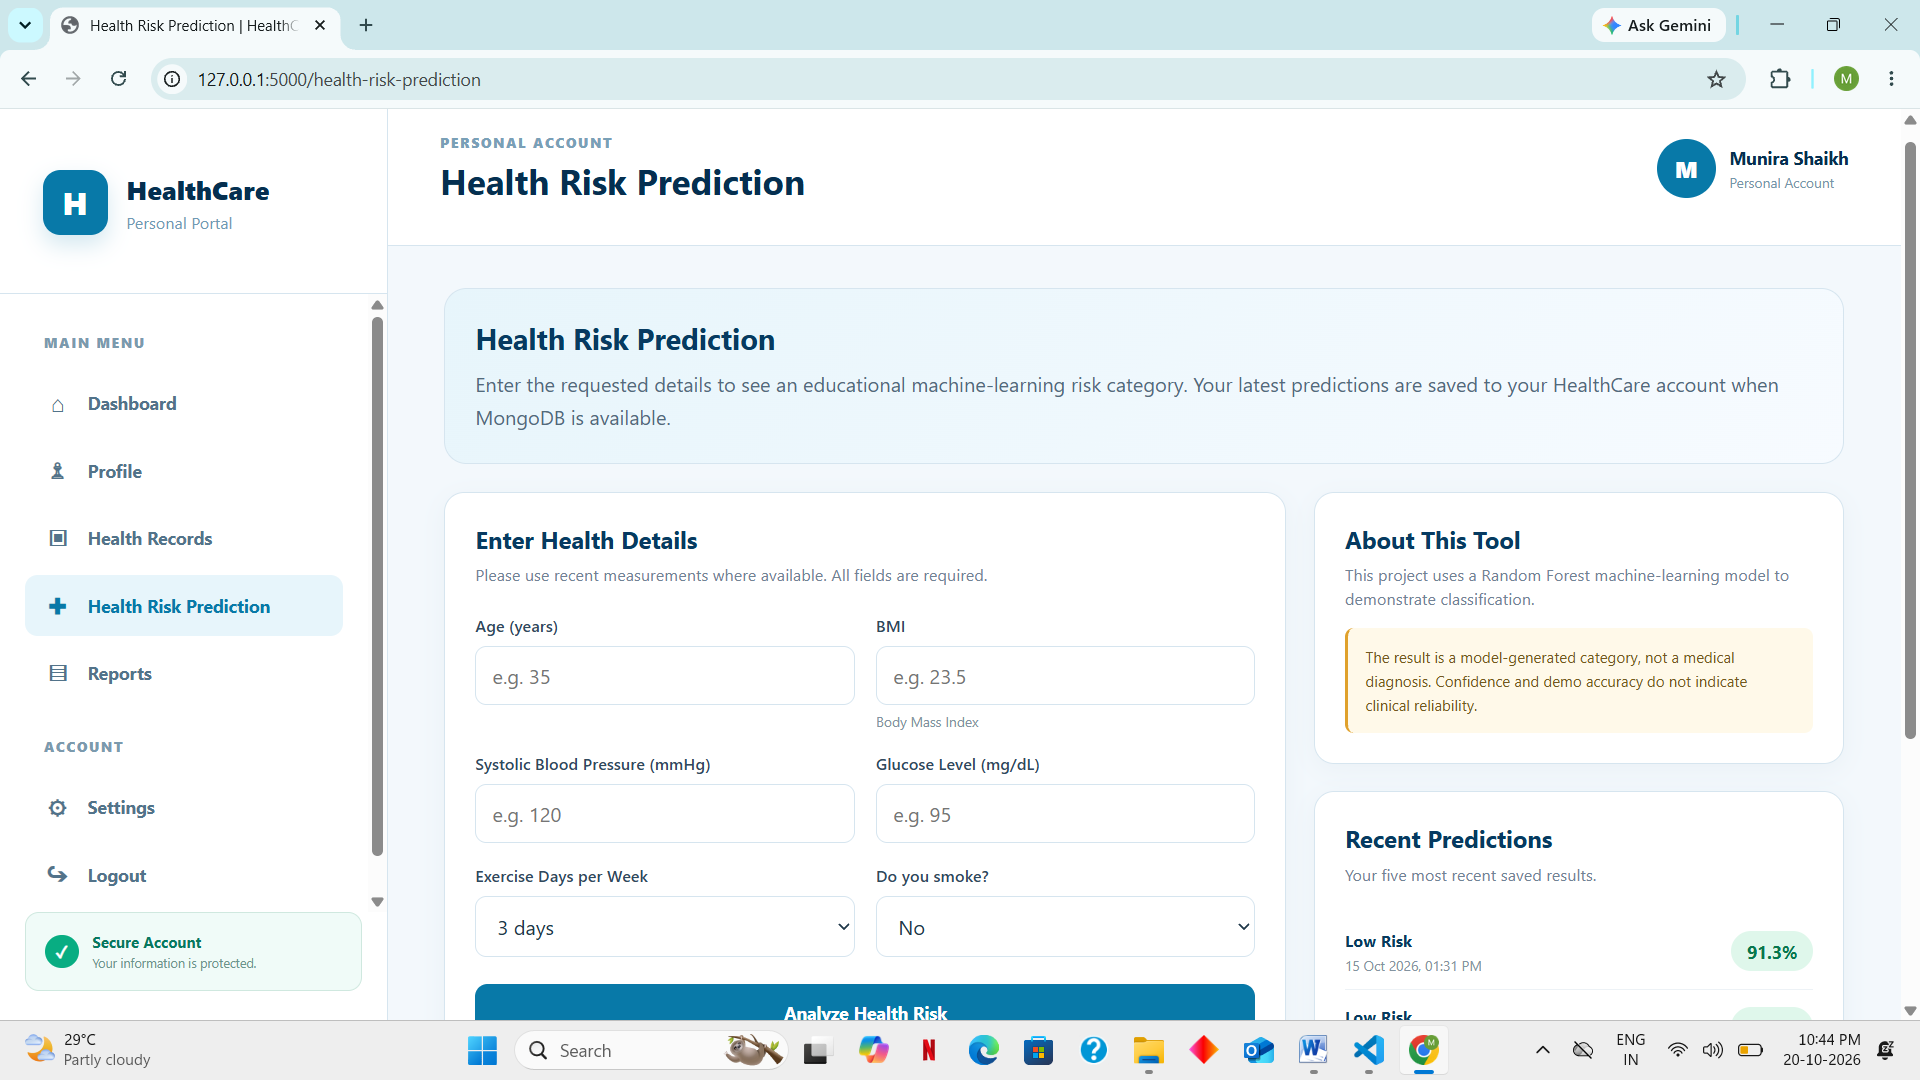 Health Risk Prediction | HealthC
Ask Gemini
127.0.0.1:5000/health-risk-prediction
M
H
HealthCare
Personal Portal
MAIN MENU
Dashboard
Profile
Health Records
Health Risk Prediction
Reports
ACCOUNT
Settings
Logout
Secure Account
Your information is protected.
PERSONAL ACCOUNT
Health Risk Prediction
M
Munira Shaikh
Personal Account
Health Risk Prediction
Enter the requested details to see an educational machine-learning risk category. Your latest predictions are saved to your HealthCare account when
MongoDB is available.
Enter Health Details
Please use recent measurements where available. All fields are required.
Age (years)
BMI
e.g. 35
e.g. 23.5
Body Mass Index
Systolic Blood Pressure (mmHg)
Glucose Level (mg/dL)
e.g. 120
e.g. 95
Exercise Days per Week
Do you smoke?
3 days
No
Analyze Health Risk
About This Tool
This project uses a Random Forest machine-learning model to
demonstrate classification.
The result is a model-generated category, not a medical
diagnosis. Confidence and demo accuracy do not indicate
clinical reliability.
Recent Predictions
Your five most recent saved results.
Low Risk
15 Oct 2026, 01:31 PM
91.3%
Low Risk
29°C
Partly cloudy
Search
ENG
IN
10:44 PM
20-10-2026